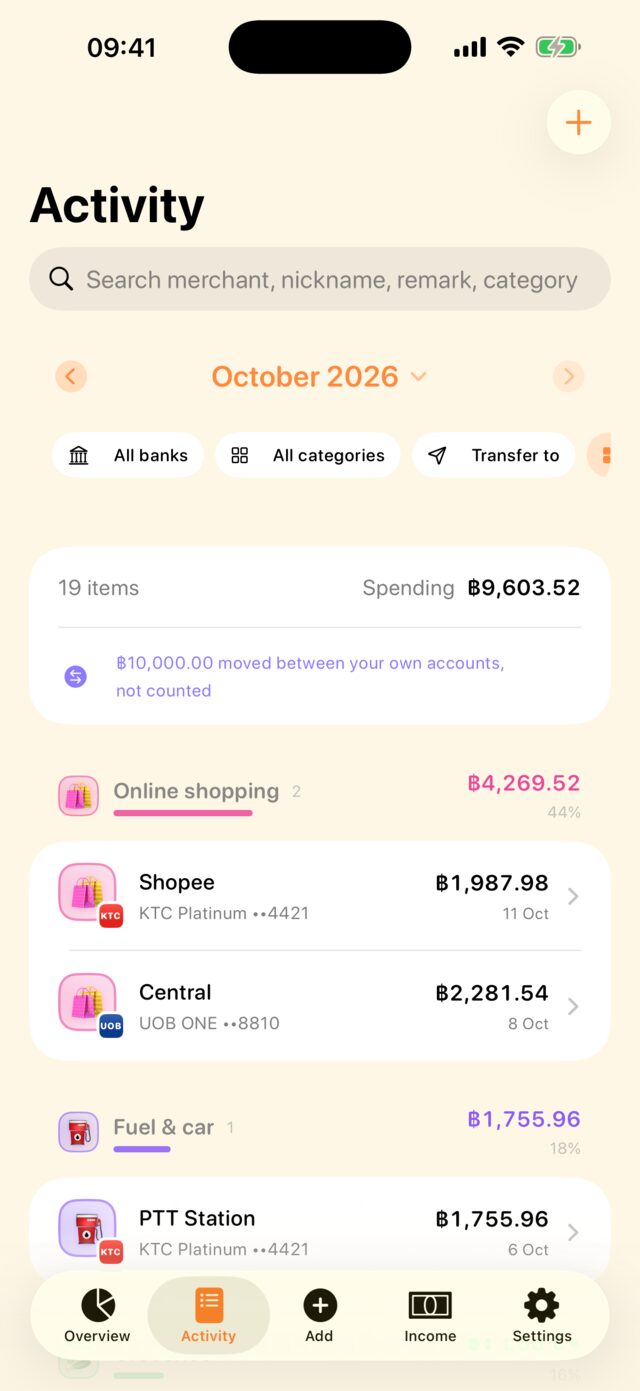 09:41
Activity
Search merchant, nickname, remark, category
October 2026
All banks
All categories
Transfer to
19 items
Spending ฿9,603.52
฿10,000.00 moved between your own accounts,
not counted
Online shopping 2
฿4,269.52
44%
Shopee
฿1,987.98
KTC
KTC Platinum ••4421
11 Oct
Central
฿2,281.54
UOB
UOB ONE ••8810
8 Oct
Fuel & car 1
฿1,755.96
18%
PTT Station
฿1,755.96
KTC
KTC Platinum ••4421
6 Oct
Overview
Activity
Add
Income
Settings
16%